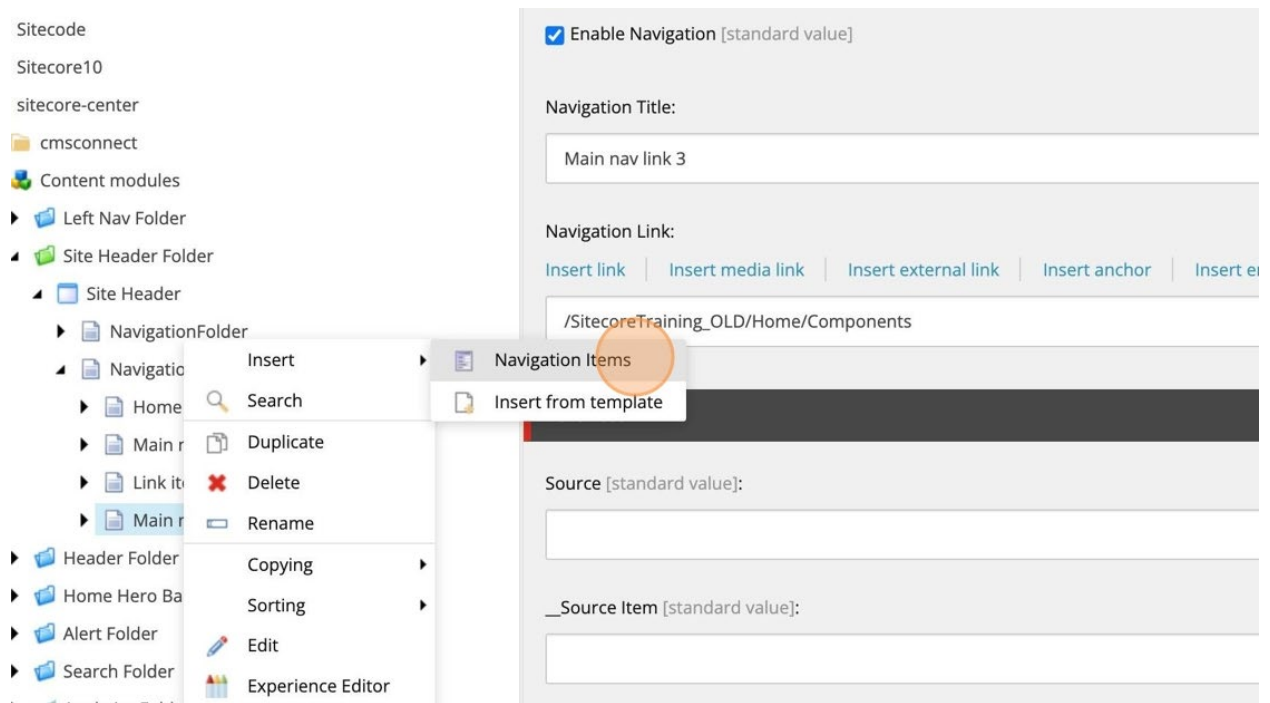 Sitecode
Sitecore10
sitecore-center
cmsconnect
Content modules
Left Nav Folder
Site Header Folder
Site Header
NavigationFolder
Navigatio
Home
Main r
Link it
Main r
Header Folder
Home Hero Ba
Alert Folder
Search Folder
Insert
Search
Duplicate
Delete
Rename
Copying
Sorting
Edit
Experience Editor
Navigation Items
Insert from template
Enable Navigation [standard value]
Navigation Title:
Main nav link 3
Navigation Link:
Insert link Insert media link Insert external link Insert anchor Insert e
/SitecoreTraining_OLD/Home/Components
Source [standard value]:
__Source Item [standard value]: